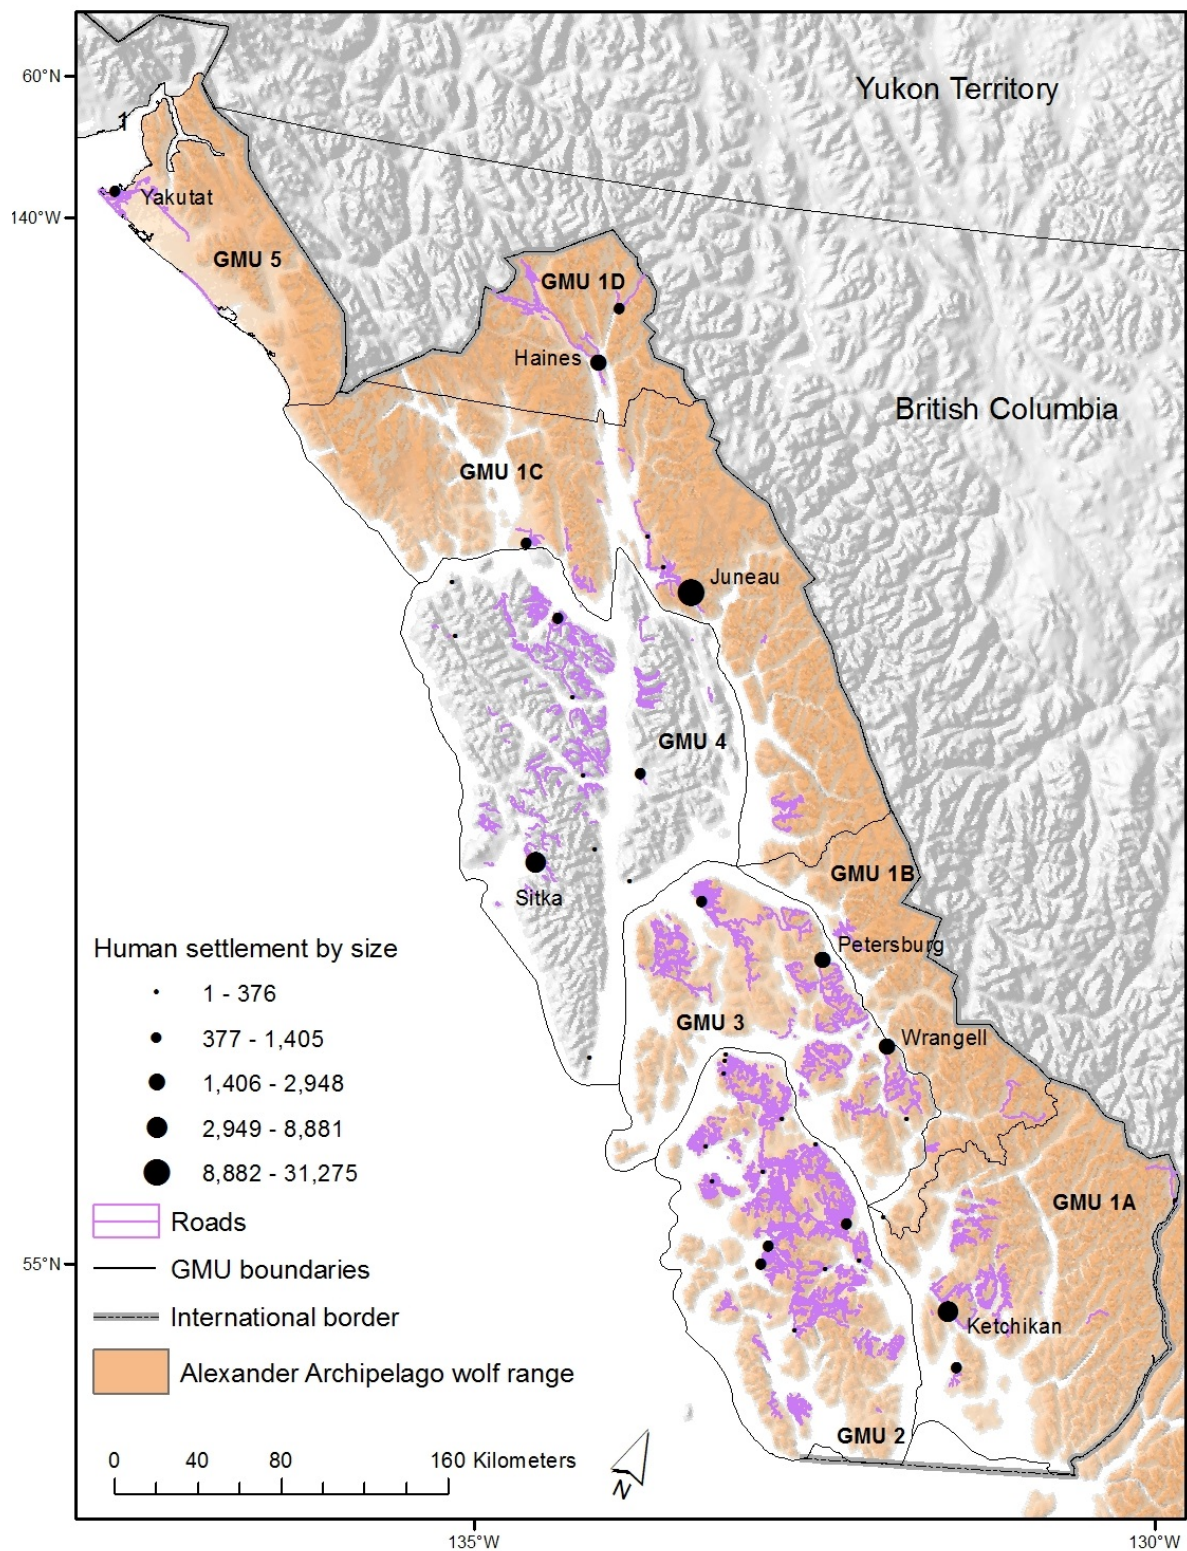 60°N
Yukon Territory
1
Yakutat
140°W
GMU 5
GMU 1D
Haines
British Columbia
GMU 1C
Juneau
GMU 4
GMU 1B
Sitka
Petersburg
Human settlement by size
1 - 376
GMU 3
377 - 1,405
Wrangell
1,406 - 2,948
2,949 - 8,881
8,882 - 31,275
GMU 1A
Roads
55°N
GMU boundaries
International border
Ketchikan
Alexander Archipelago wolf range
GMU 2
0 40 80 160 Kilometers
N
135°W 130°W